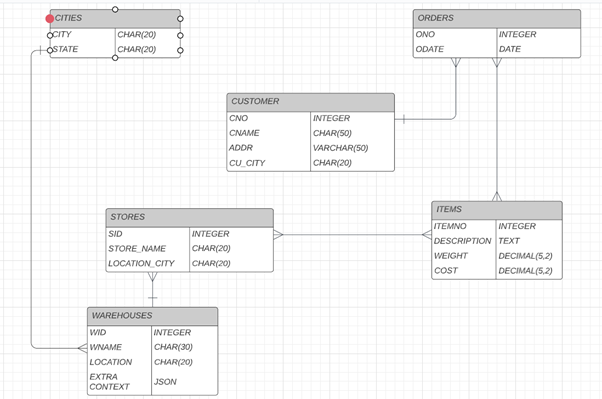 CITIES
CITY CHAR(20)
STATE CHAR(20)
ORDERS
ONO INTEGER
ODATE DATE
CUSTOMER
CNO INTEGER
CNAME CHAR(50)
ADDR VARCHAR(50)
CU_CITY CHAR(20)
STORES
SID INTEGER
STORE_NAME CHAR(20)
LOCATION_CITY CHAR(20)
ITEMS
ITEMNO INTEGER
DESCRIPTION TEXT
WEIGHT DECIMAL(5,2)
COST DECIMAL(5,2)
WAREHOUSES
WID INTEGER
WNAME CHAR(30)
LOCATION CHAR(20)
EXTRA
CONTEXT JSON